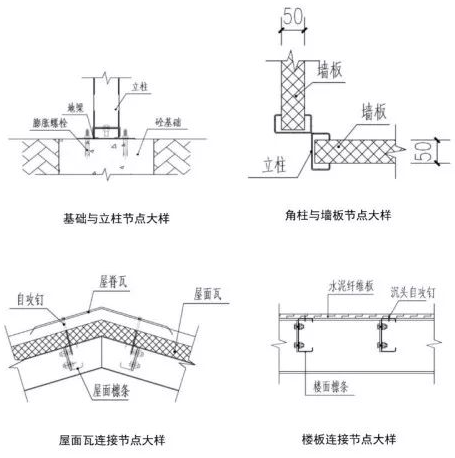 地梁
立柱
膨胀螺栓
砼基础
基础与立柱节点大样
50
墙板
墙板
50
立柱
角柱与墙板节点大样
屋脊瓦
自攻钉
屋面瓦
屋面檩条
屋面瓦连接节点大样
水泥纤维板
沉头自攻钉
楼面檩条
楼板连接节点大样